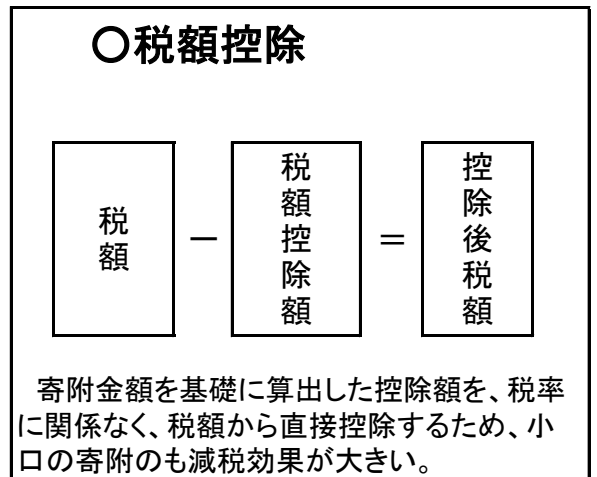 ○税額控除
税額
－
税額控除額
＝
控除後税額
寄附金額を基礎に算出した控除額を、税率
に関係なく、税額から直接控除するため、小
口の寄附のも減税効果が大きい。